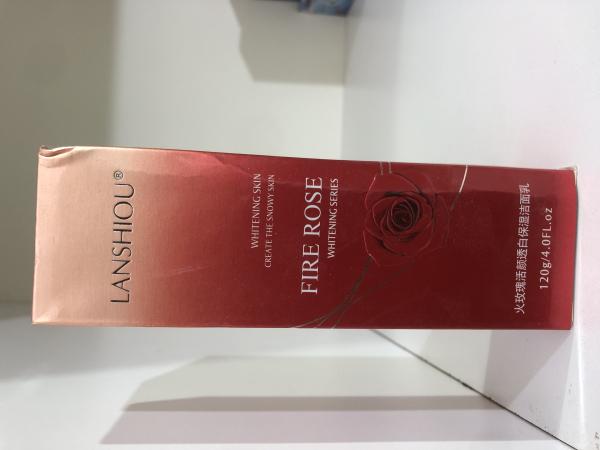 LANSHIOU®
WHITENING SKIN
CREATE THE SNOWY SKIN
FIRE ROSE
WHITENING SERIES
火玫瑰活颜透白保湿洁面乳
120g/4.0FL.oz